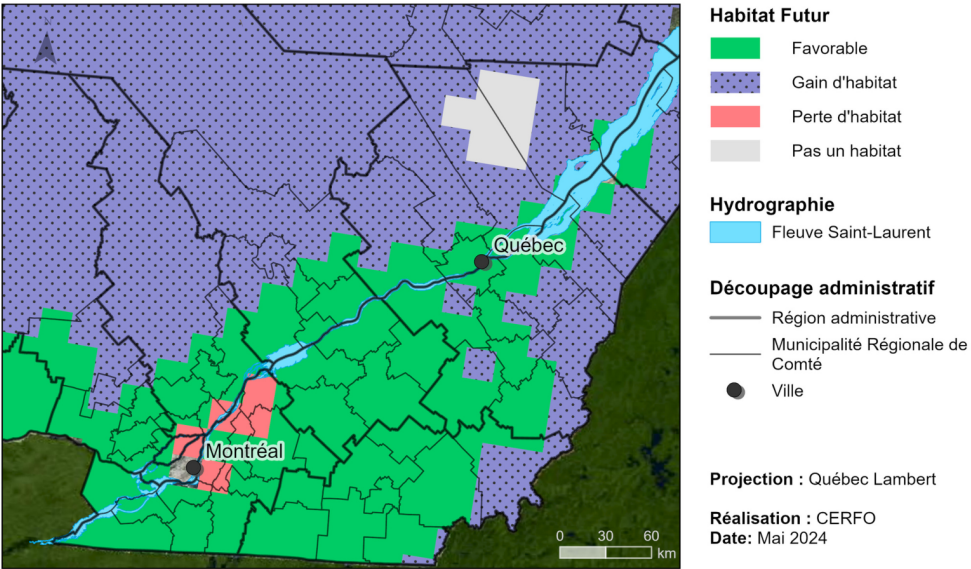 Québec
Montréal
0 30 60
km
Habitat Futur
Favorable
Gain d'habitat
Perte d'habitat
Pas un habitat
Hydrographie
Fleuve Saint-Laurent
Découpage administratif
Région administrative
Municipalité Régionale de
Comté
Ville
Projection : Québec Lambert
Réalisation : CERFO
Date: Mai 2024